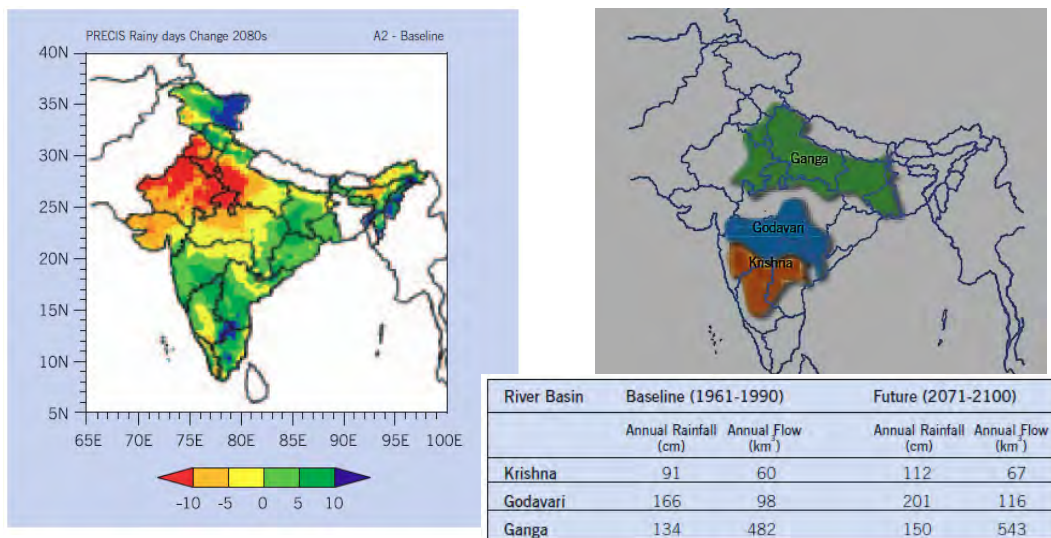 PRECIS Rainy days Change 2080s A2 - Baseline
40N
35N
30N
25N
20N
15N
10N
5N
65E 70E 75E 80E 85E 90E 95E 100E
-10 -5 0 5 10
Ganga
Godavari
Krishna
River Basin Baseline (1961-1990) Future (2071-2100)
Annual Rainfall Annual Flow Annual Rainfall Annual Flow
(cm) (km³) (cm) (km³)
Krishna 91 60 112 67
Godavari 166 98 201 116
Ganga 134 482 150 543